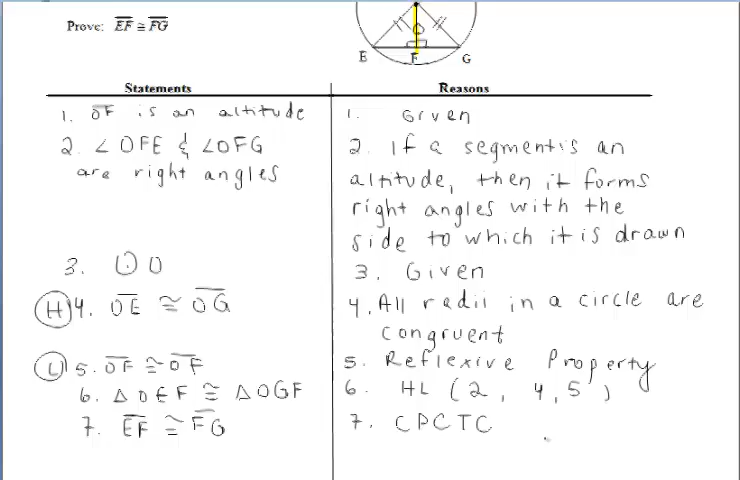 Prove: EF ≅ FG
E F G
Statements Reasons
1. OF is an altitude
1. Given
2. ∠OFE & ∠OFG
are right angles
2. If a segment is an
altitude, then it forms
right angles with the
side to which it is drawn
3. ⊙O
3. Given
H 4. OE ≅ OG
4. All radii in a circle are
congruent
L 5. OF ≅ OF
5. Reflexive Property
6. △OEF ≅ △OGF
6. HL (2, 4, 5)
7. EF ≅ FG
7. CPCTC